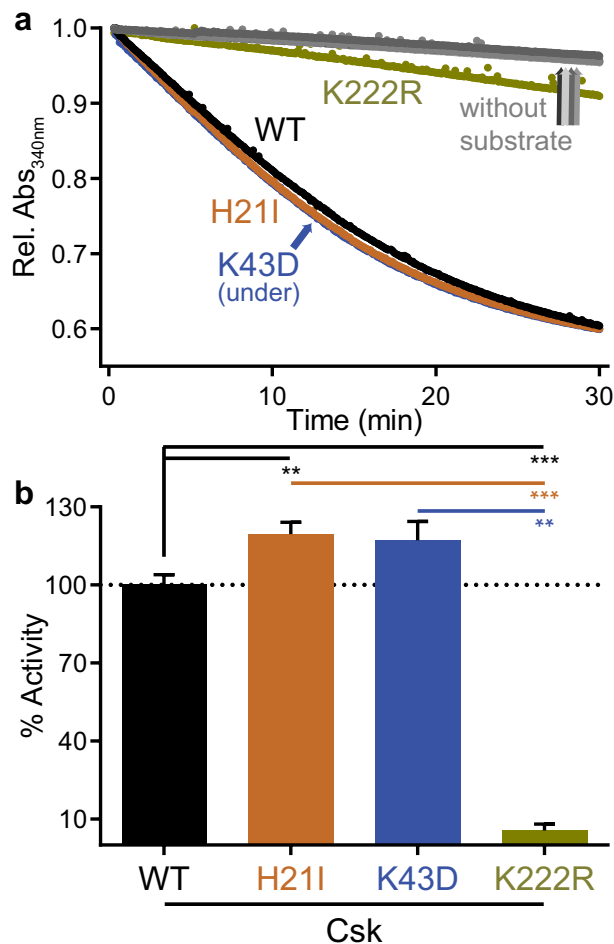 a
1.0
0.9
0.8
0.7
0.6
Rel. Abs340nm
K222R
without
substrate
WT
H21I
K43D
(under)
0
10
20
30
Time (min)
b
**
***
***
**
130
100
70
40
10
% Activity
WT
H21I
K43D
K222R
Csk